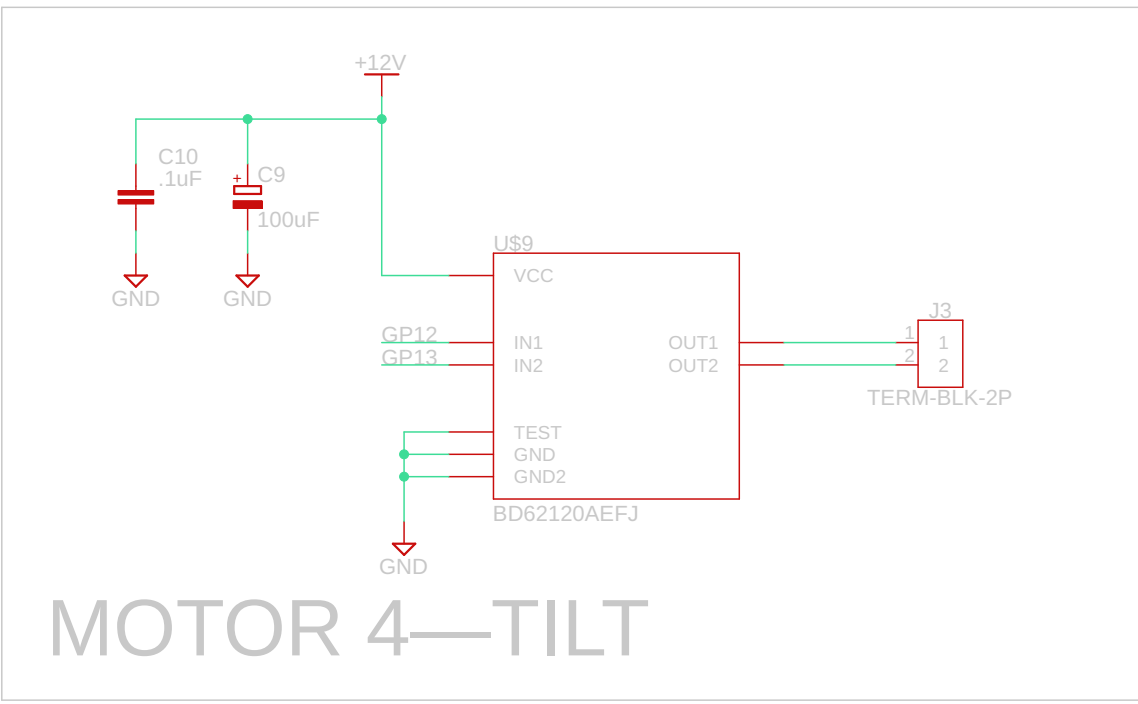 +12V
C10
.1uF
+
C9
100uF
GND
GND
U$9
VCC
GP12
IN1
OUT1
GP13
IN2
OUT2
J3
1
1
2
2
TERM-BLK-2P
TEST
GND
GND2
BD62120AEFJ
GND
MOTOR 4—TILT